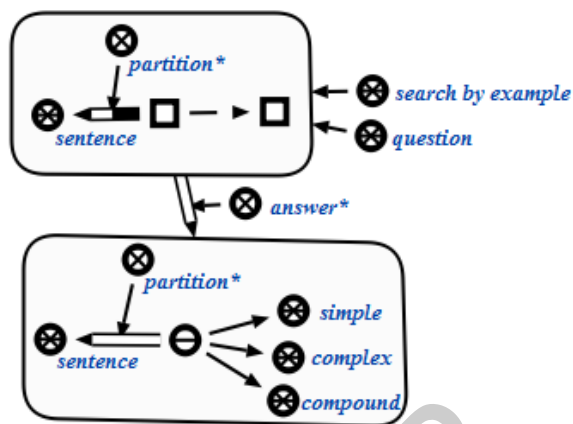 partition*
search by example
sentence
question
answer*
partition*
simple
sentence
complex
compound